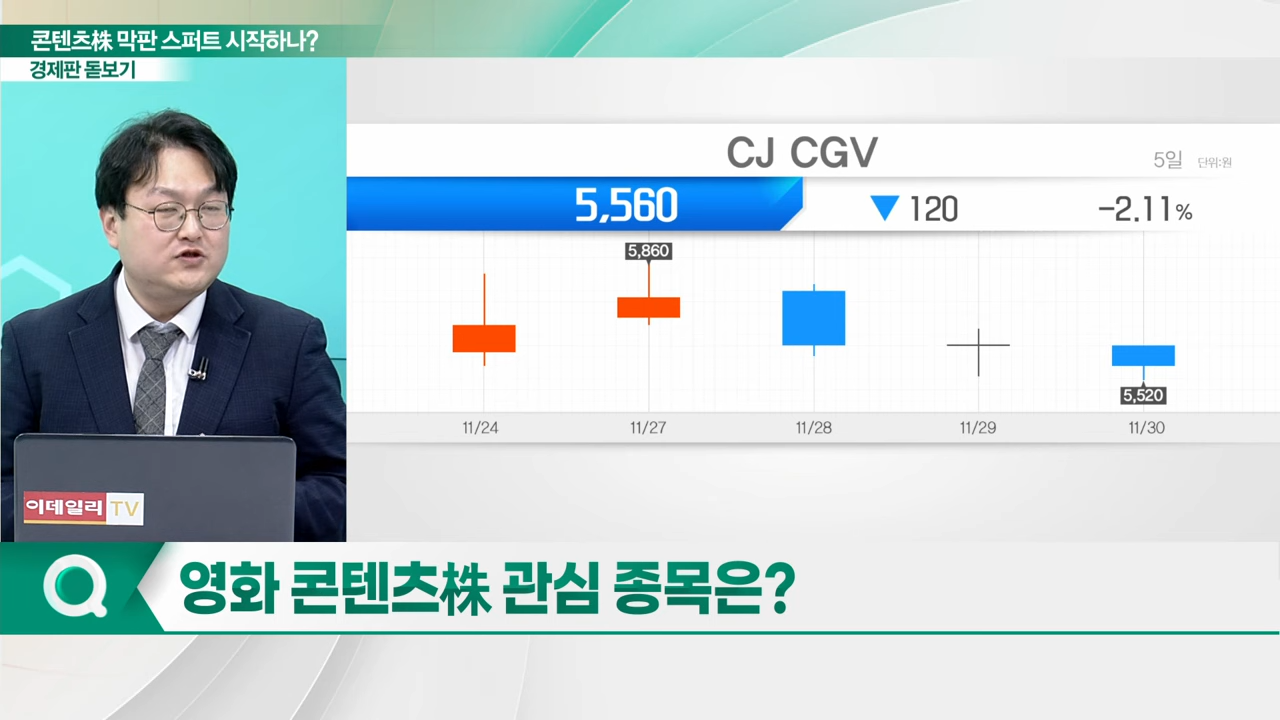 콘텐츠株 막판 스퍼트 시작하나?
경제판 돋보기
CJ CGV
5일 단위:원
5,560 ▼ 120 -2.11%
5,860
5,520
11/24 11/27 11/28 11/29 11/30
이데일리 TV
영화 콘텐츠株 관심 종목은?